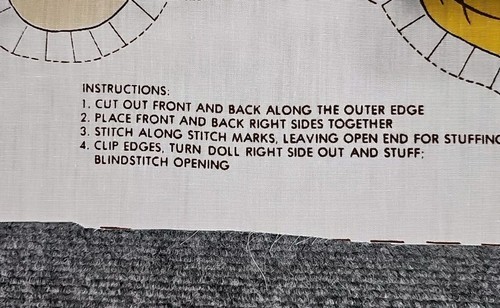 INSTRUCTIONS:
1. CUT OUT FRONT AND BACK ALONG THE OUTER EDGE
2. PLACE FRONT AND BACK RIGHT SIDES TOGETHER
3. STITCH ALONG STITCH MARKS, LEAVING OPEN END FOR STUFFING
4. CLIP EDGES, TURN DOLL RIGHT SIDE OUT AND STUFF;
BLINDSTITCH OPENING